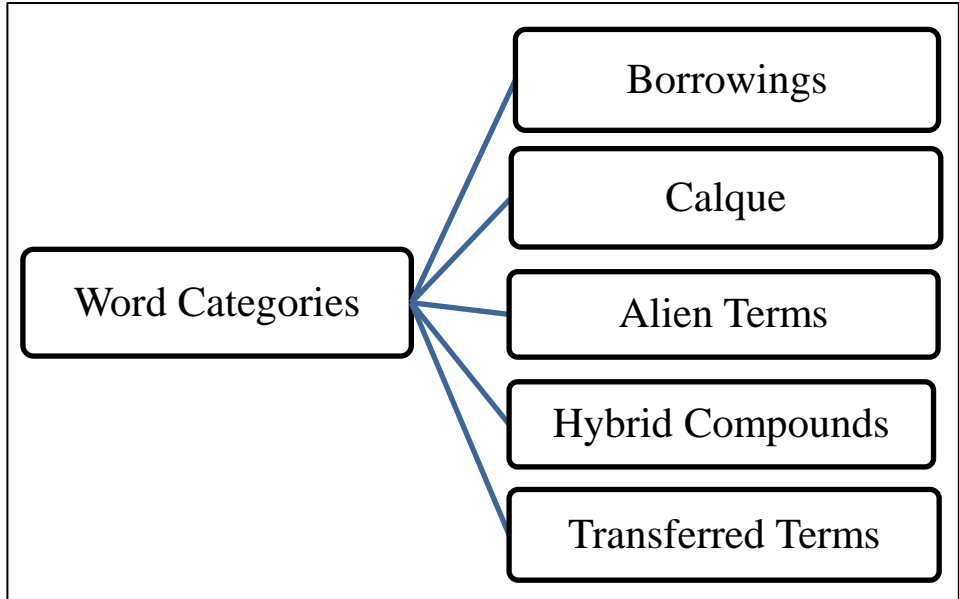 Word Categories
Borrowings
Calque
Alien Terms
Hybrid Compounds
Transferred Terms